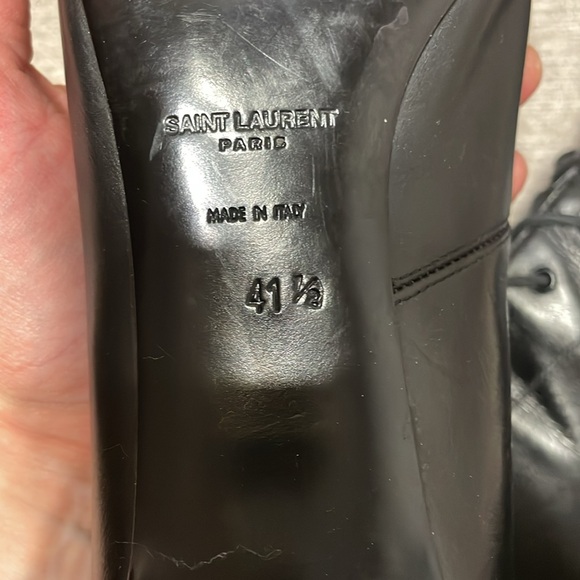 SAINT LAURENT
PARIS
MADE IN ITALY
41 ½